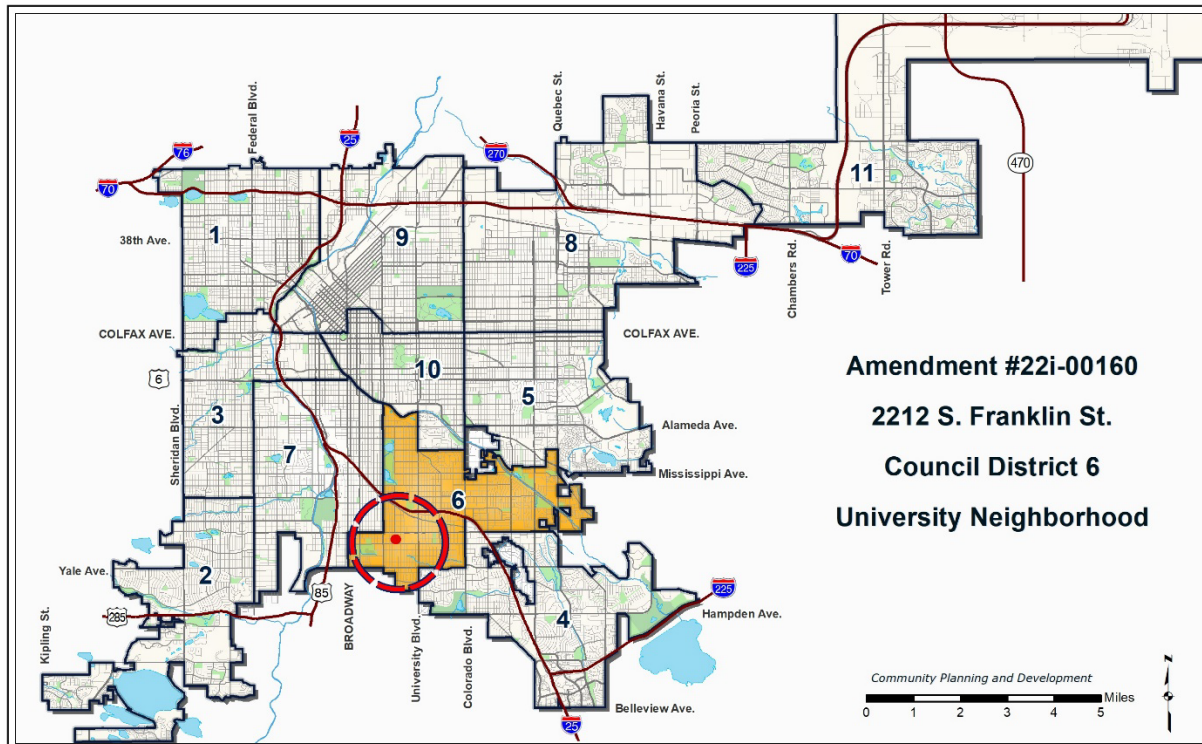 Federal Blvd.
25
Quebec St.
Havana St.
Peoria St.
76
270
70
470
11
1
9
8
38th Ave.
225
Chambers Rd.
70
Tower Rd.
COLFAX AVE.
COLFAX AVE.
6
10
5
3
Sheridan Blvd.
Alameda Ave.
7
Mississippi Ave.
6
Yale Ave.
2
85
BROADWAY
225
285
4
Hampden Ave.
Kipling St.
University Blvd.
Colorado Blvd.
Belleview Ave.
25
Amendment #22i-00160
2212 S. Franklin St.
Council District 6
University Neighborhood
Community Planning and Development
Miles
0 1 2 3 4 5
N